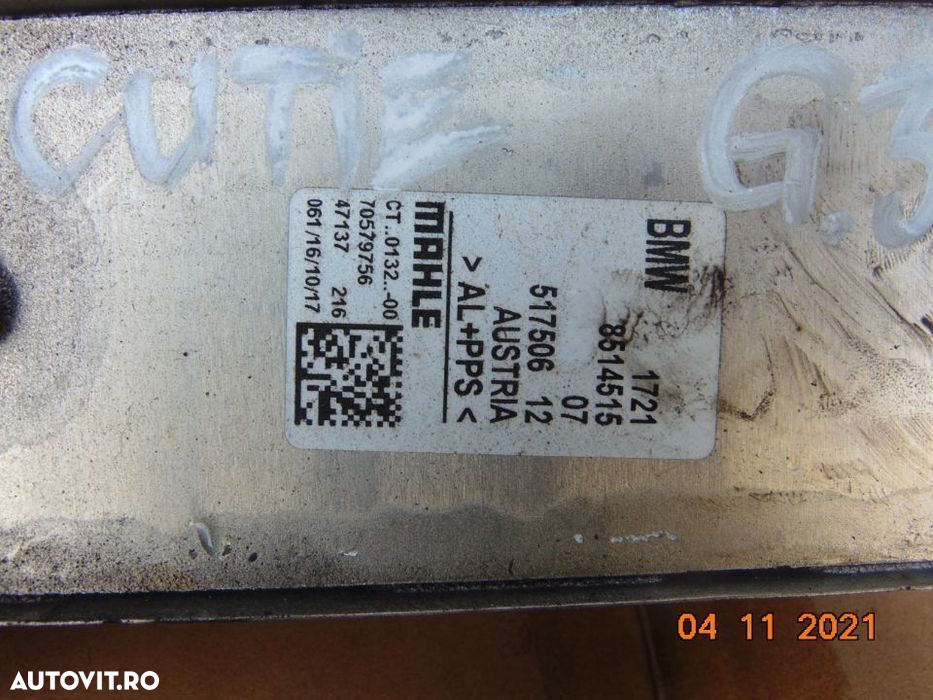 CUTIE G.3
BMW 1721
8514515
07
517506 12
AUSTRIA
>AL+PPS<
MAHLE
CT..0132...-00
70579756
47137 216
061/16/10/17
04 11 2021
AUTOVIT.RO